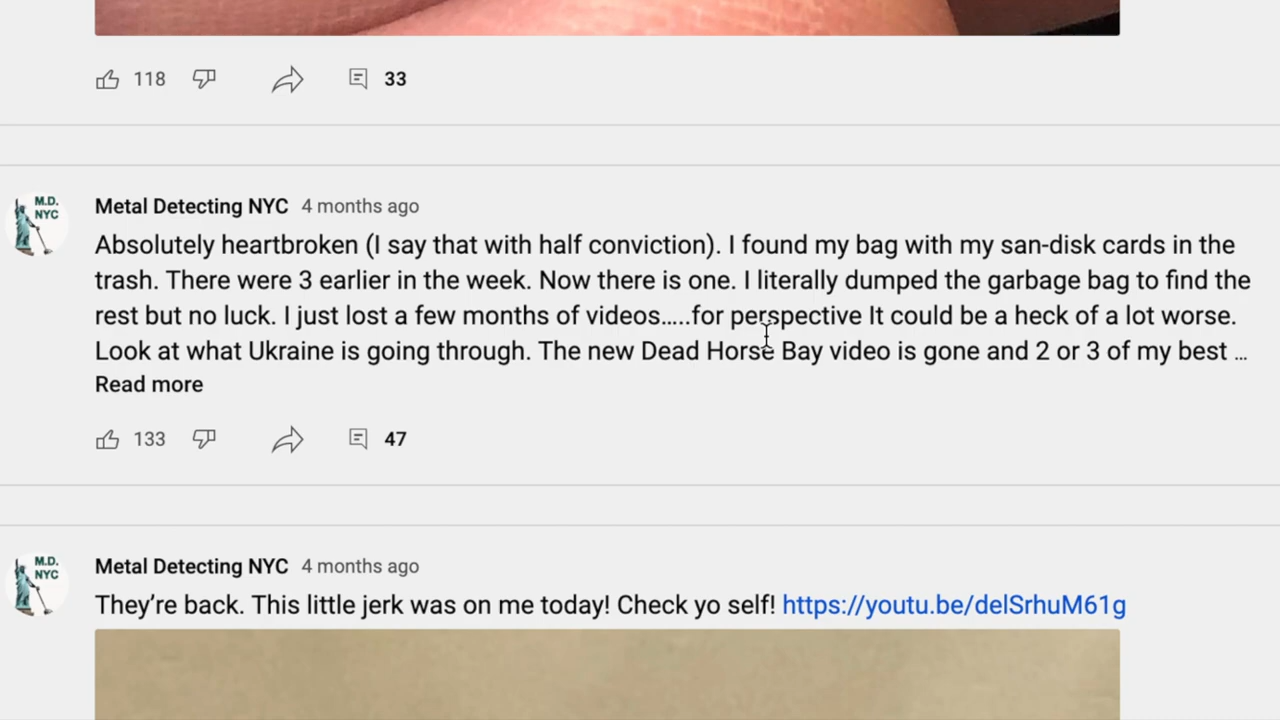 118
33
M.D.
NYC
Metal Detecting NYC 4 months ago
Absolutely heartbroken (I say that with half conviction). I found my bag with my san-disk cards in the
trash. There were 3 earlier in the week. Now there is one. I literally dumped the garbage bag to find the
rest but no luck. I just lost a few months of videos…..for perspective It could be a heck of a lot worse.
Look at what Ukraine is going through. The new Dead Horse Bay video is gone and 2 or 3 of my best ...
Read more
133
47
M.D.
NYC
Metal Detecting NYC 4 months ago
They’re back. This little jerk was on me today! Check yo self! https://youtu.be/delSrhuM61g